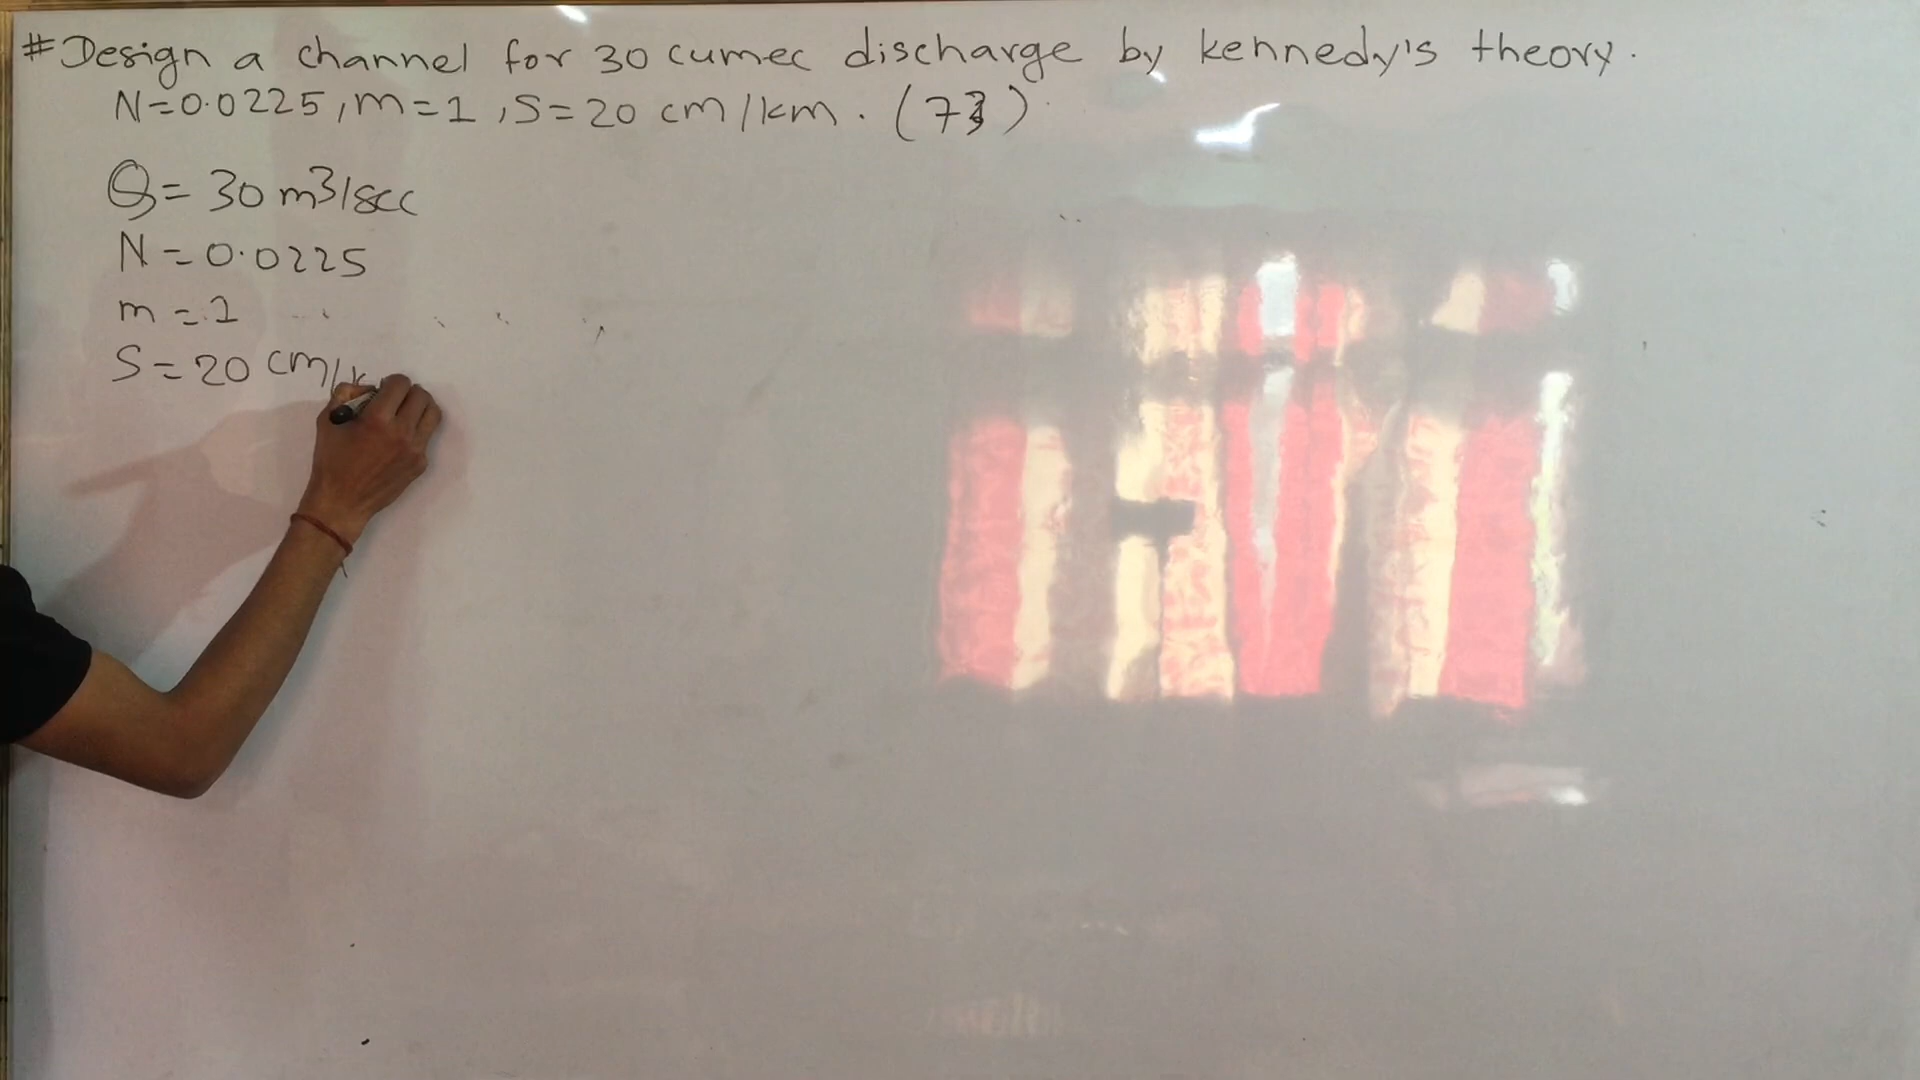 #Design a channel for 30 cumec discharge by kennedy's theory.
N=0.0225, m=1, S=20 cm/km. (73)
Q= 30 m3/sec
N=0.0225
m=1
S=20 cm/k